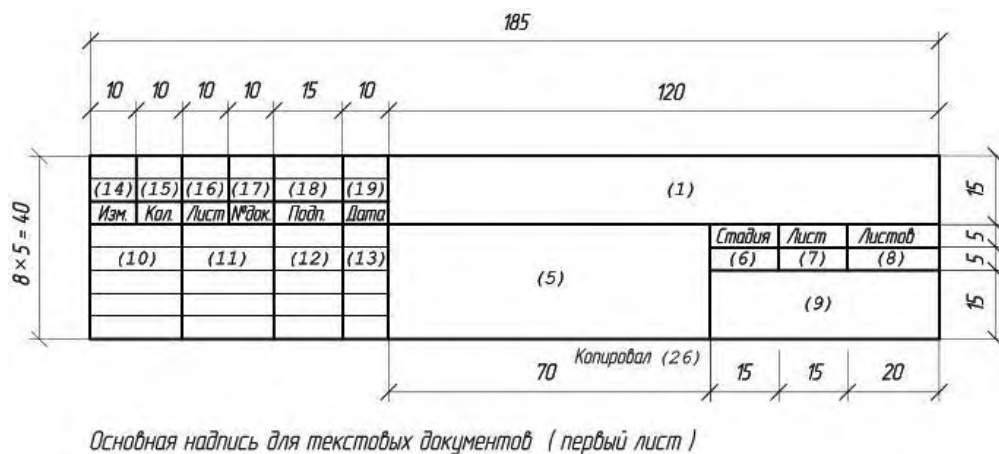 185
10 10 10 10 15 10 120
(14) (15) (16) (17) (18) (19) (1) 15
Изм. Кол. Лист №док. Подп. Дата
8 × 5 = 40
Стадия Лист Листов 5
(10) (11) (12) (13) (5) (6) (7) (8) 5
(9) 15
Копировал (26)
70 15 15 20
Основная надпись для текстовых документов ( первый лист )